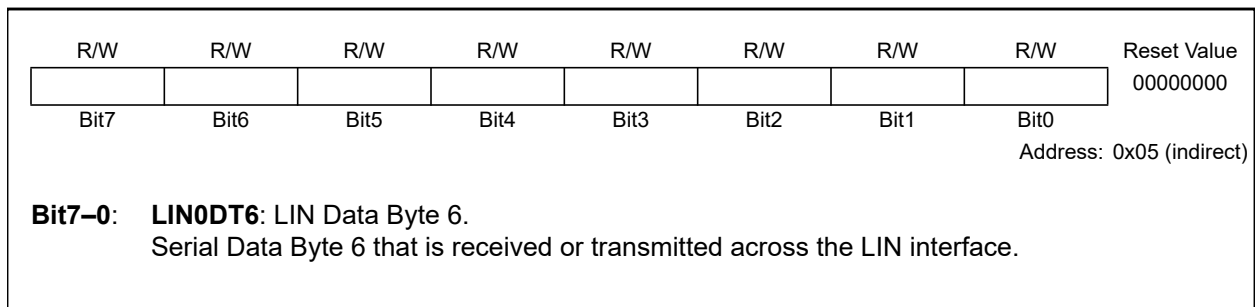 R/W R/W R/W R/W R/W R/W R/W R/W Reset Value
00000000
Bit7 Bit6 Bit5 Bit4 Bit3 Bit2 Bit1 Bit0
Address: 0x05 (indirect)
Bit7–0: LIN0DT6: LIN Data Byte 6.
Serial Data Byte 6 that is received or transmitted across the LIN interface.